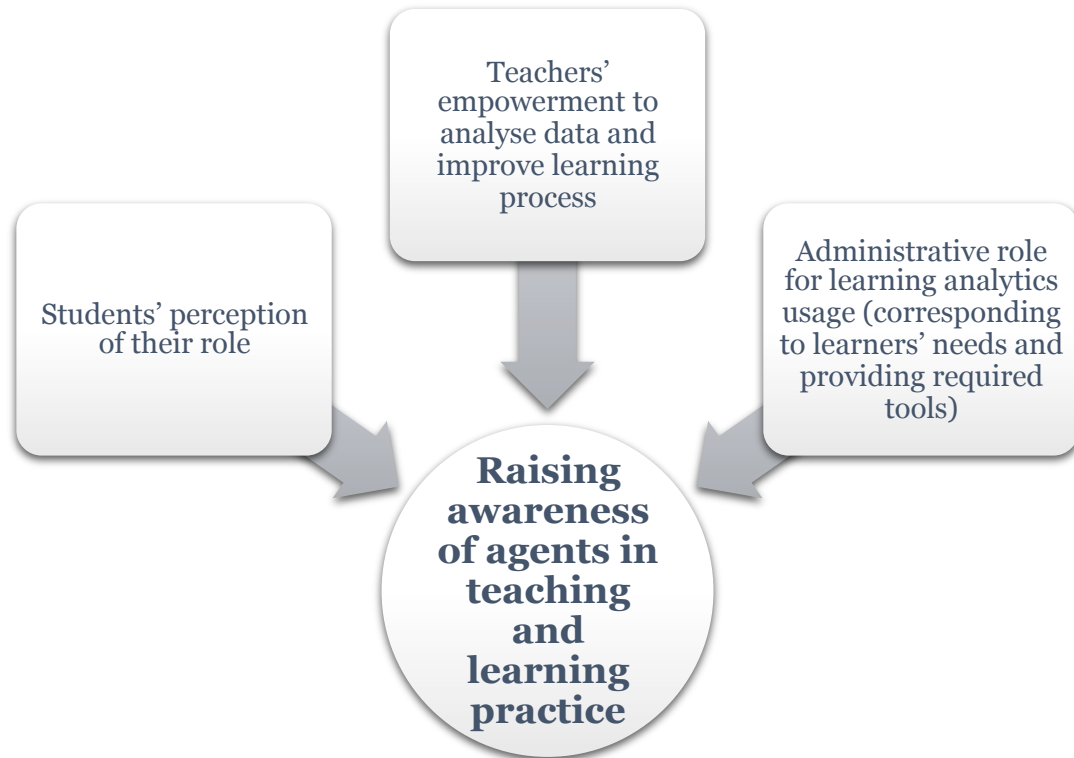 Teachers’
empowerment to
analyse data and
improve learning
process
Students’ perception
of their role
Administrative role
for learning analytics
usage (corresponding
to learners’ needs and
providing required
tools)
Raising
awareness
of agents in
teaching
and
learning
practice